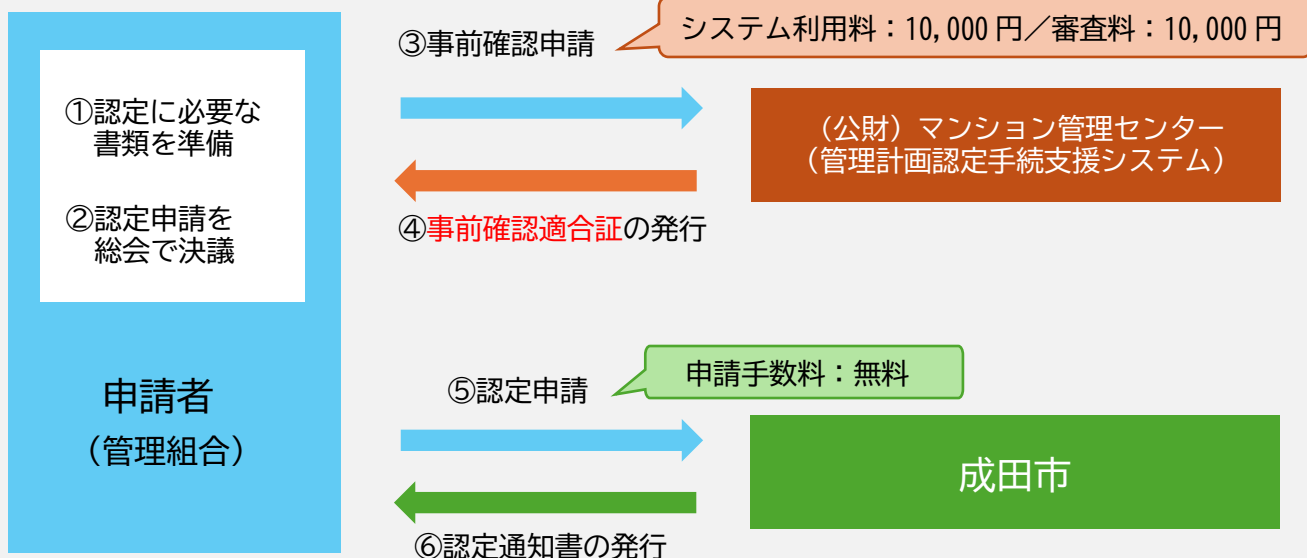 ①認定に必要な
書類を準備
②認定申請を
総会で決議
申請者
（管理組合）
③事前確認申請
システム利用料：10,000円／審査料：10,000円
（公財）マンション管理センター
（管理計画認定手続支援システム）
④事前確認適合証の発行
⑤認定申請
申請手数料：無料
成田市
⑥認定通知書の発行